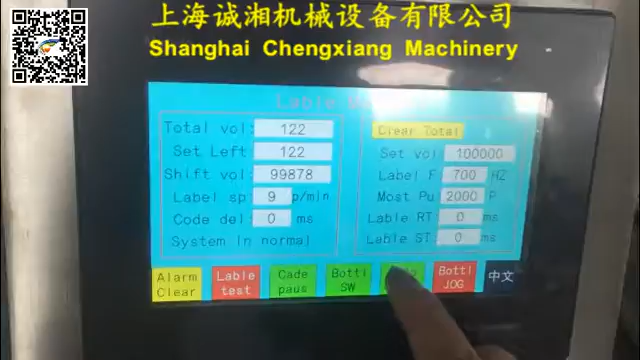 上海诚湘机械设备有限公司
Shanghai Chengxiang Machinery
Total vol: 122
Set Left: 122
Shift vol: 99878
Label sp: 9 p/min
Code del: 0 ms
System in normal
Clear Total
Set vol 100000
Label F 700 HZ
Most Pu 2000 P
Lable RT: 0 ms
Lable ST: 0 ms
Alarm
Clear
Lable
test
Cade
paus
Bottl
SW
Bottl
JOG
中文